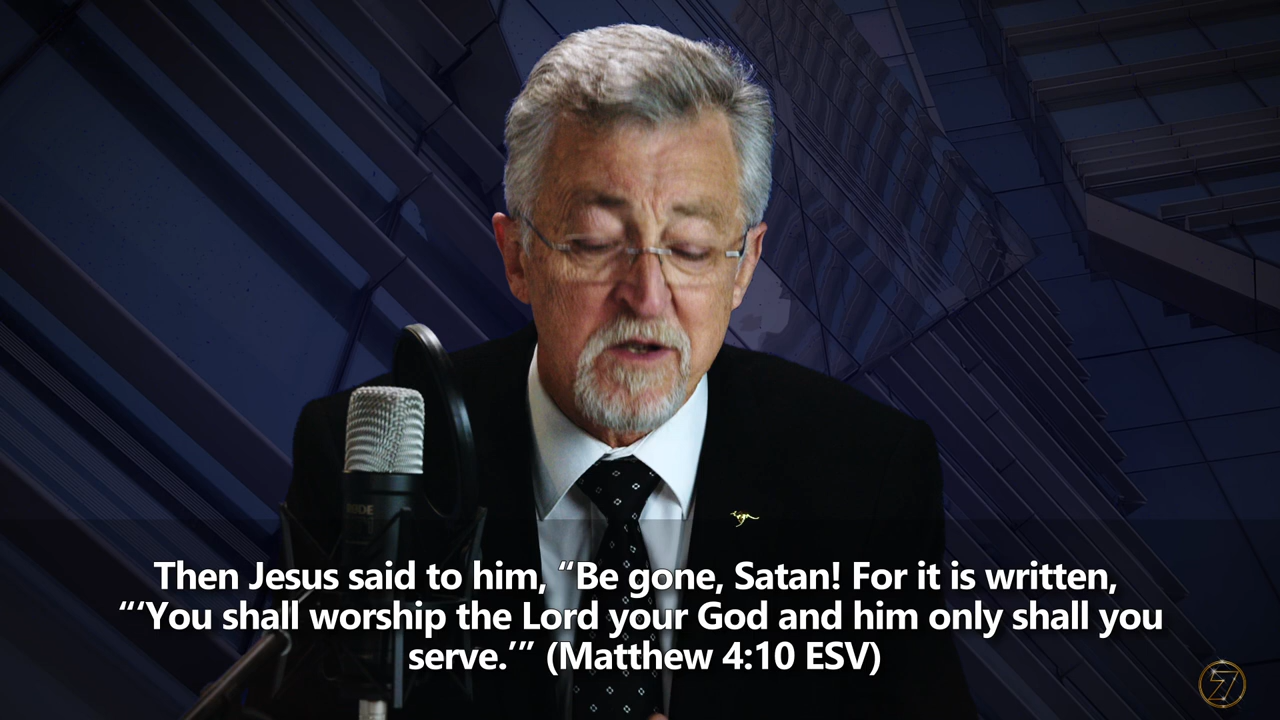 RODE
Then Jesus said to him, “Be gone, Satan! For it is written,
“‘You shall worship the Lord your God and him only shall you
serve.’” (Matthew 4:10 ESV)